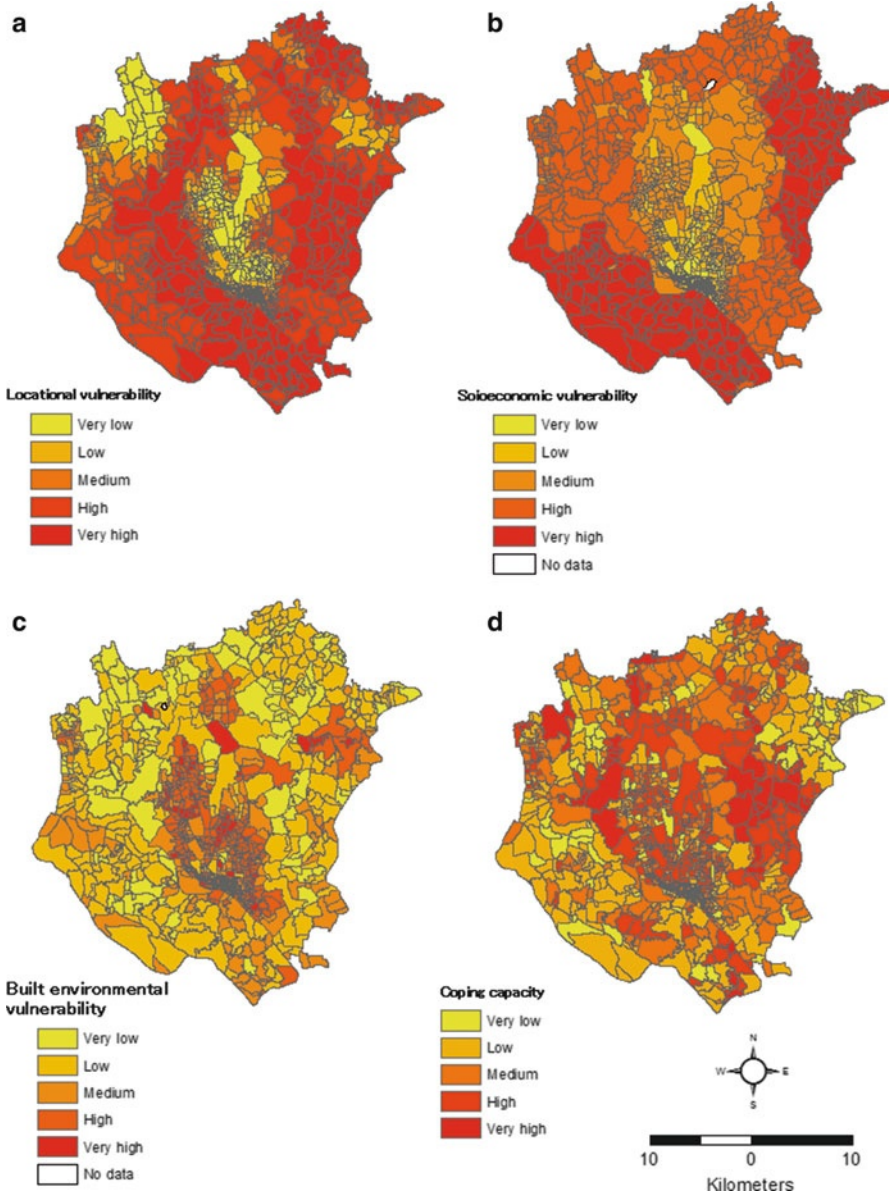 a
Locational vulnerability
Very low
Low
Medium
High
Very high
b
Soioeconomic vulnerability
Very low
Low
Medium
High
Very high
No data
c
Built environmental
vulnerability
Very low
Low
Medium
High
Very high
No data
d
Coping capacity
Very low
Low
Medium
High
Very high
N
W E
S
10 0 10
Kilometers